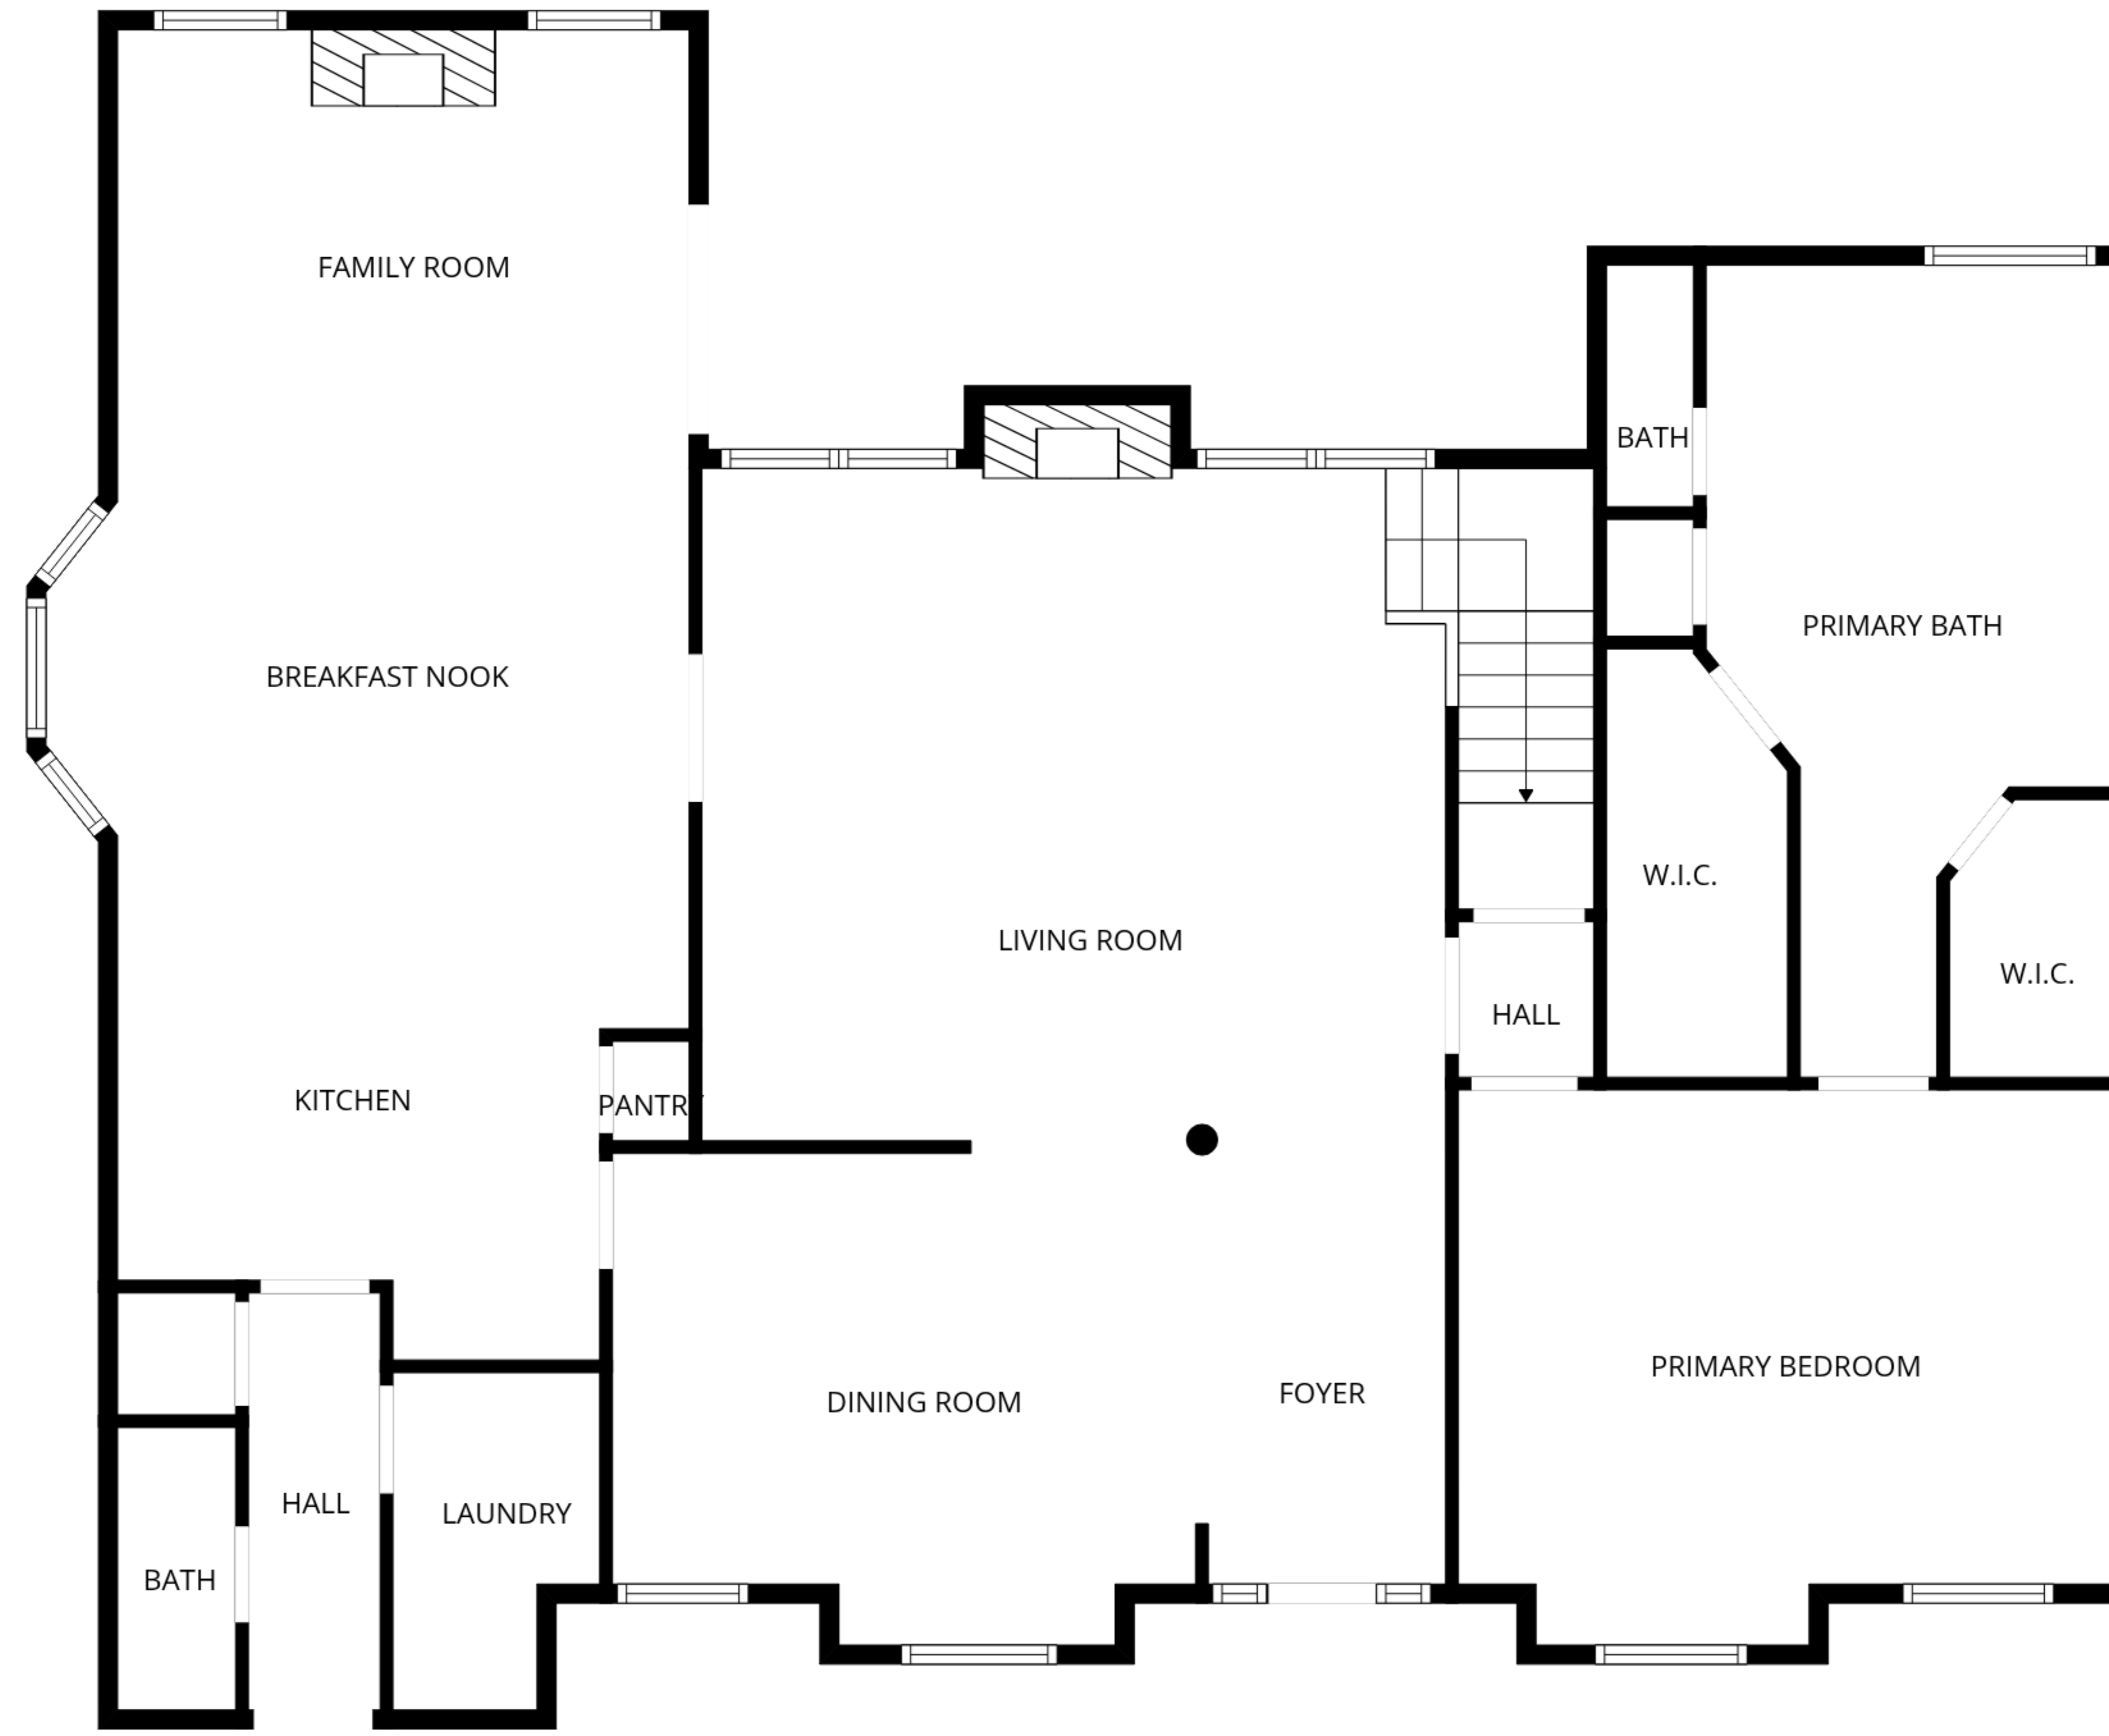 FAMILY ROOM
BATH
PRIMARY BATH
BREAKFAST NOOK
W.I.C.
LIVING ROOM
W.I.C.
HALL
KITCHEN
PANTRY
PRIMARY BEDROOM
FOYER
DINING ROOM
HALL
LAUNDRY
BATH